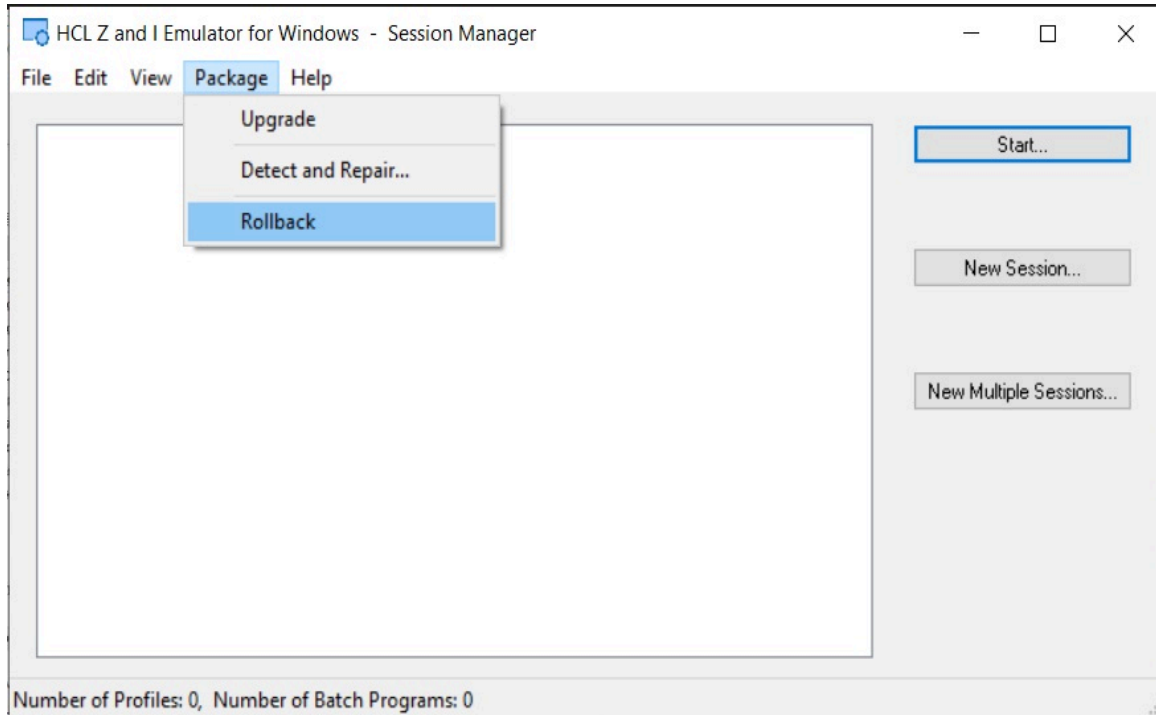 HCL Z and I Emulator for Windows - Session Manager
File Edit View Package Help
Upgrade
Detect and Repair...
Rollback
Start...
New Session...
New Multiple Sessions...
Number of Profiles: 0, Number of Batch Programs: 0